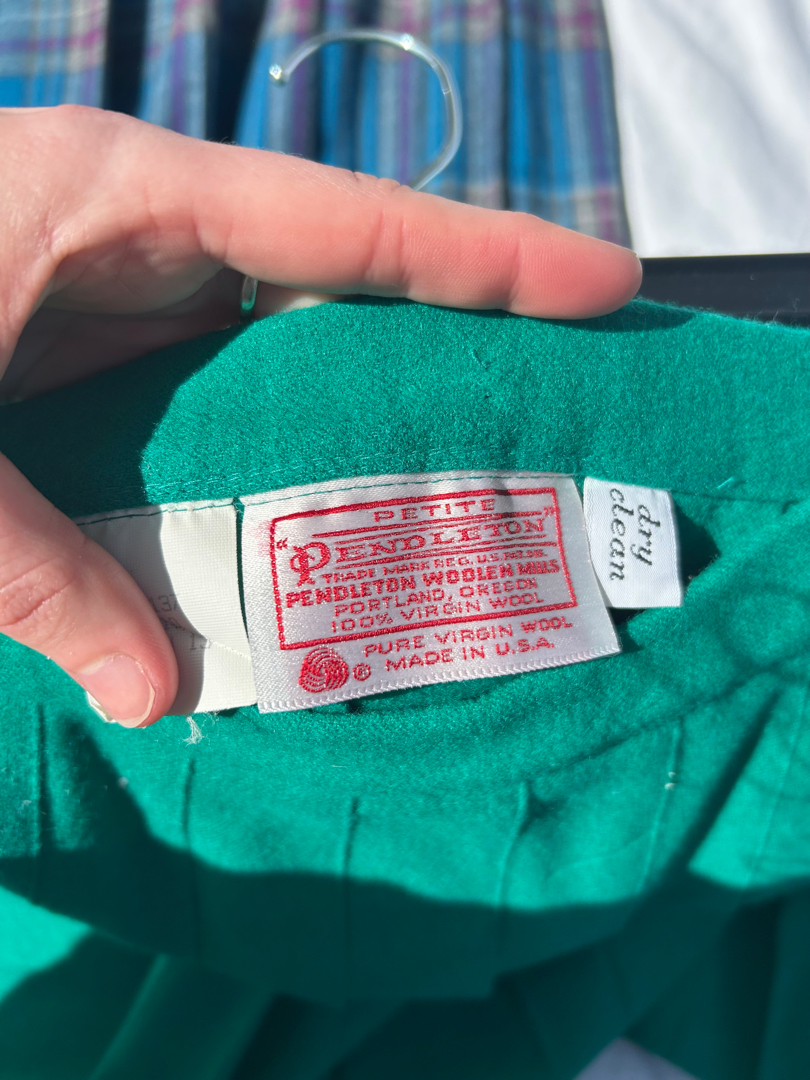 PETITE
"PENDLETON"
TRADE MARK REG. U.S. PAT. OFF.
PENDLETON WOOLEN MILLS
PORTLAND, OREGON
100% VIRGIN WOOL
PURE VIRGIN WOOL
® MADE IN U.S.A.
dry
clean